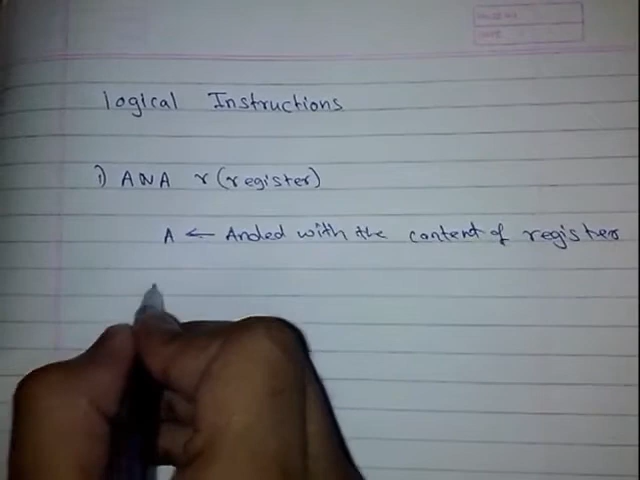 logical Instructions
1) ANA r (register)
A ← Anded with the content of register